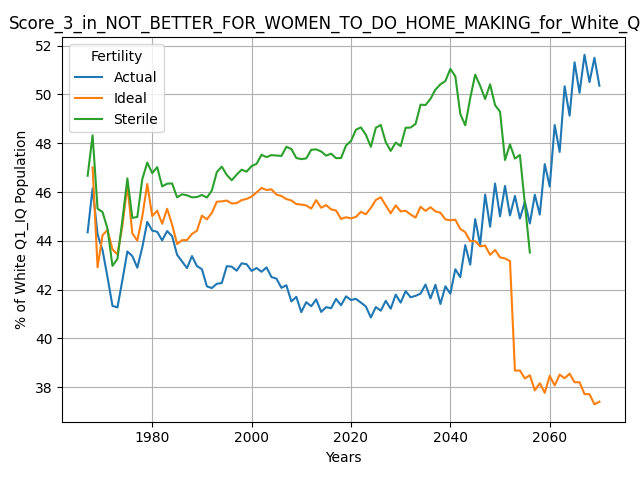 Score_3_in_NOT_BETTER_FOR_WOMEN_TO_DO_HOME_MAKING_for_White_Q
52
50
48
46
44
42
40
38
% of White Q1_IQ Population
Fertility
Actual
Ideal
Sterile
1980
2000
2020
2040
2060
Years